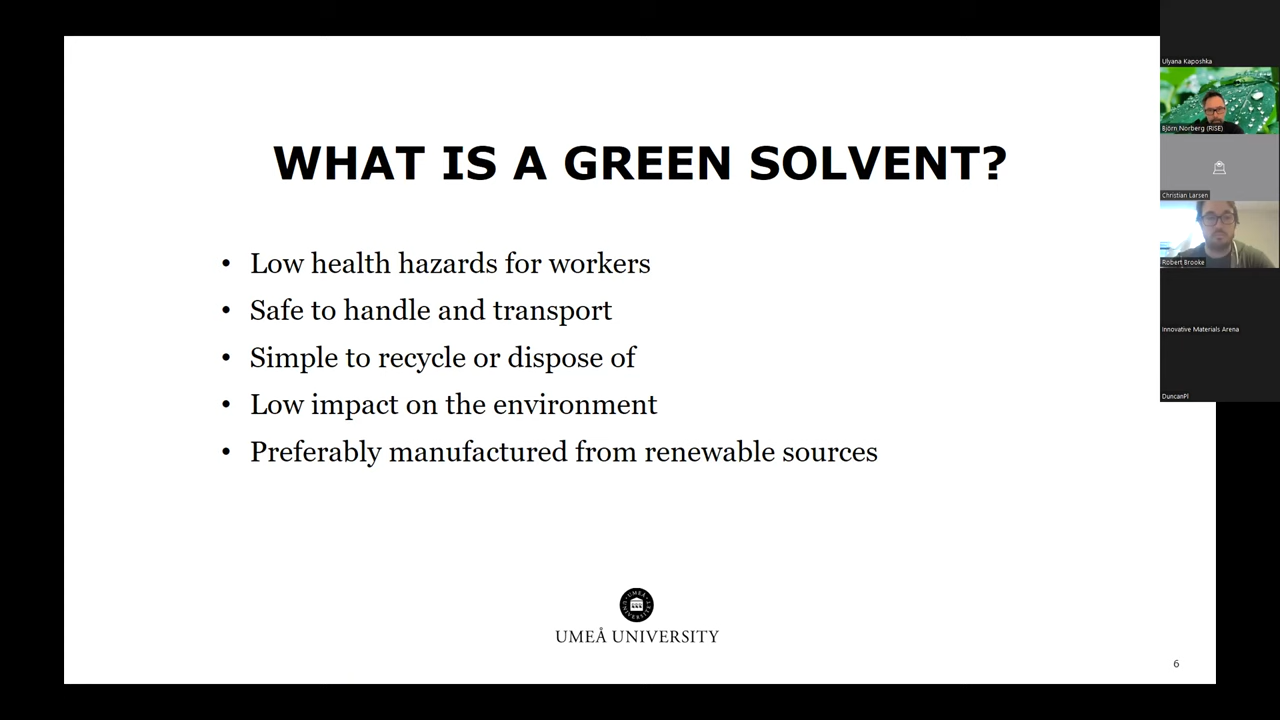 WHAT IS A GREEN SOLVENT?
• Low health hazards for workers
• Safe to handle and transport
• Simple to recycle or dispose of
• Low impact on the environment
• Preferably manufactured from renewable sources
UMEÅ UNIVERSITY
6
Ulyana Kaposhka
Björn Norberg (RISE)
Christian Larsen
Robert Brooke
Innovative Materials Arena
DuncanPl